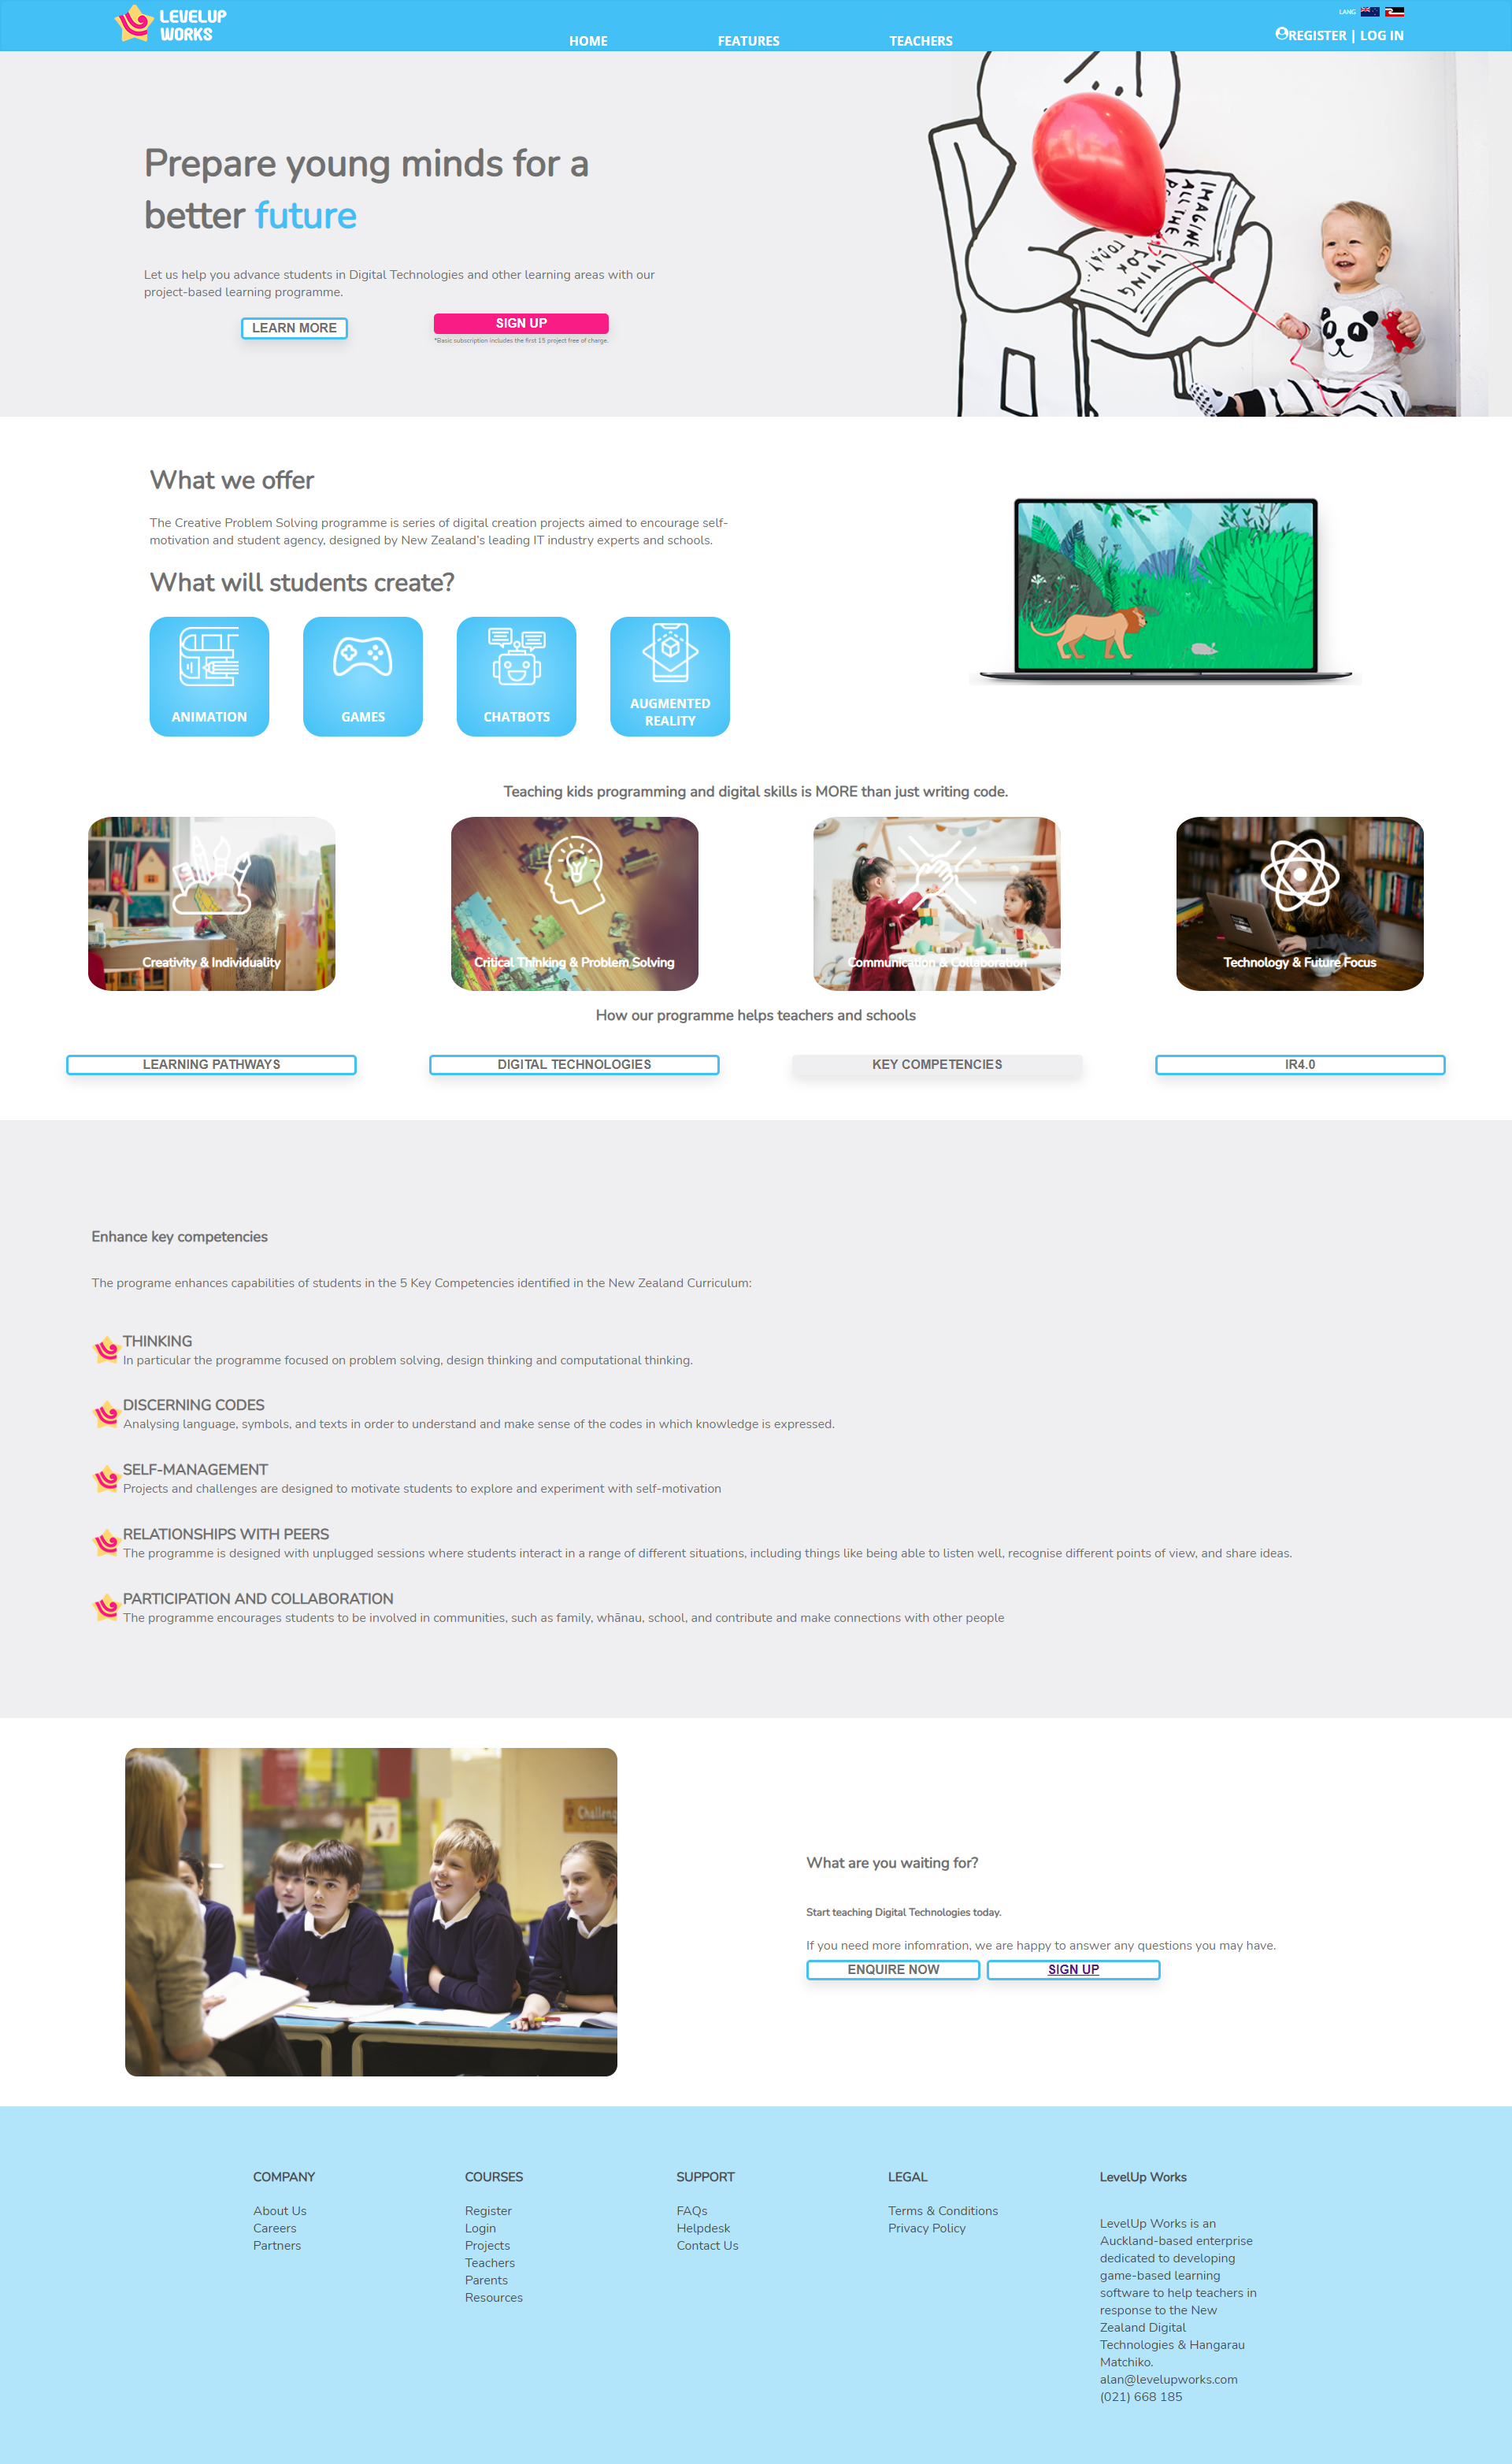 LEVELUP
WORKS
LANG
HOME
FEATURES
TEACHERS
REGISTER | LOG IN
Prepare young minds for a
better future
Let us help you advance students in Digital Technologies and other learning areas with our
project-based learning programme.
LEARN MORE
SIGN UP
*Basic subscription includes the first 15 project free of charge.
IMAGINE
ALL THE
LIVING
FOR
TODAY
What we offer
The Creative Problem Solving programme is series of digital creation projects aimed to encourage self-
motivation and student agency, designed by New Zealand's leading IT industry experts and schools.
What will students create?
ANIMATION
GAMES
CHATBOTS
AUGMENTED
REALITY
Teaching kids programming and digital skills is MORE than just writing code.
Creativity & Individuality
Critical Thinking & Problem Solving
Communication & Collaboration
Technology & Future Focus
How our programme helps teachers and schools
LEARNING PATHWAYS
DIGITAL TECHNOLOGIES
KEY COMPETENCIES
IR4.0
Enhance key competencies
The programe enhances capabilities of students in the 5 Key Competencies identified in the New Zealand Curriculum:
THINKING
In particular the programme focused on problem solving, design thinking and computational thinking.
DISCERNING CODES
Analysing language, symbols, and texts in order to understand and make sense of the codes in which knowledge is expressed.
SELF-MANAGEMENT
Projects and challenges are designed to motivate students to explore and experiment with self-motivation
RELATIONSHIPS WITH PEERS
The programme is designed with unplugged sessions where students interact in a range of different situations, including things like being able to listen well, recognise different points of view, and share ideas.
PARTICIPATION AND COLLABORATION
The programme encourages students to be involved in communities, such as family, whānau, school, and contribute and make connections with other people
Challeng
What are you waiting for?
Start teaching Digital Technologies today.
If you need more infomration, we are happy to answer any questions you may have.
ENQUIRE NOW
SIGN UP
COMPANY
About Us
Careers
Partners
COURSES
Register
Login
Projects
Teachers
Parents
Resources
SUPPORT
FAQs
Helpdesk
Contact Us
LEGAL
Terms & Conditions
Privacy Policy
LevelUp Works
LevelUp Works is an
Auckland-based enterprise
dedicated to developing
game-based learning
software to help teachers in
response to the New
Zealand Digital
Technologies & Hangarau
Matchiko.
alan@levelupworks.com
(021) 668 185